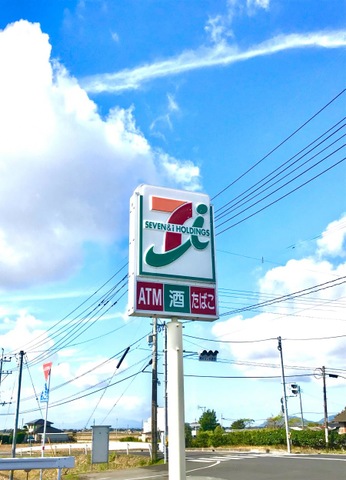 SEVEN&i HOLDINGS
ATM 酒 たばこ